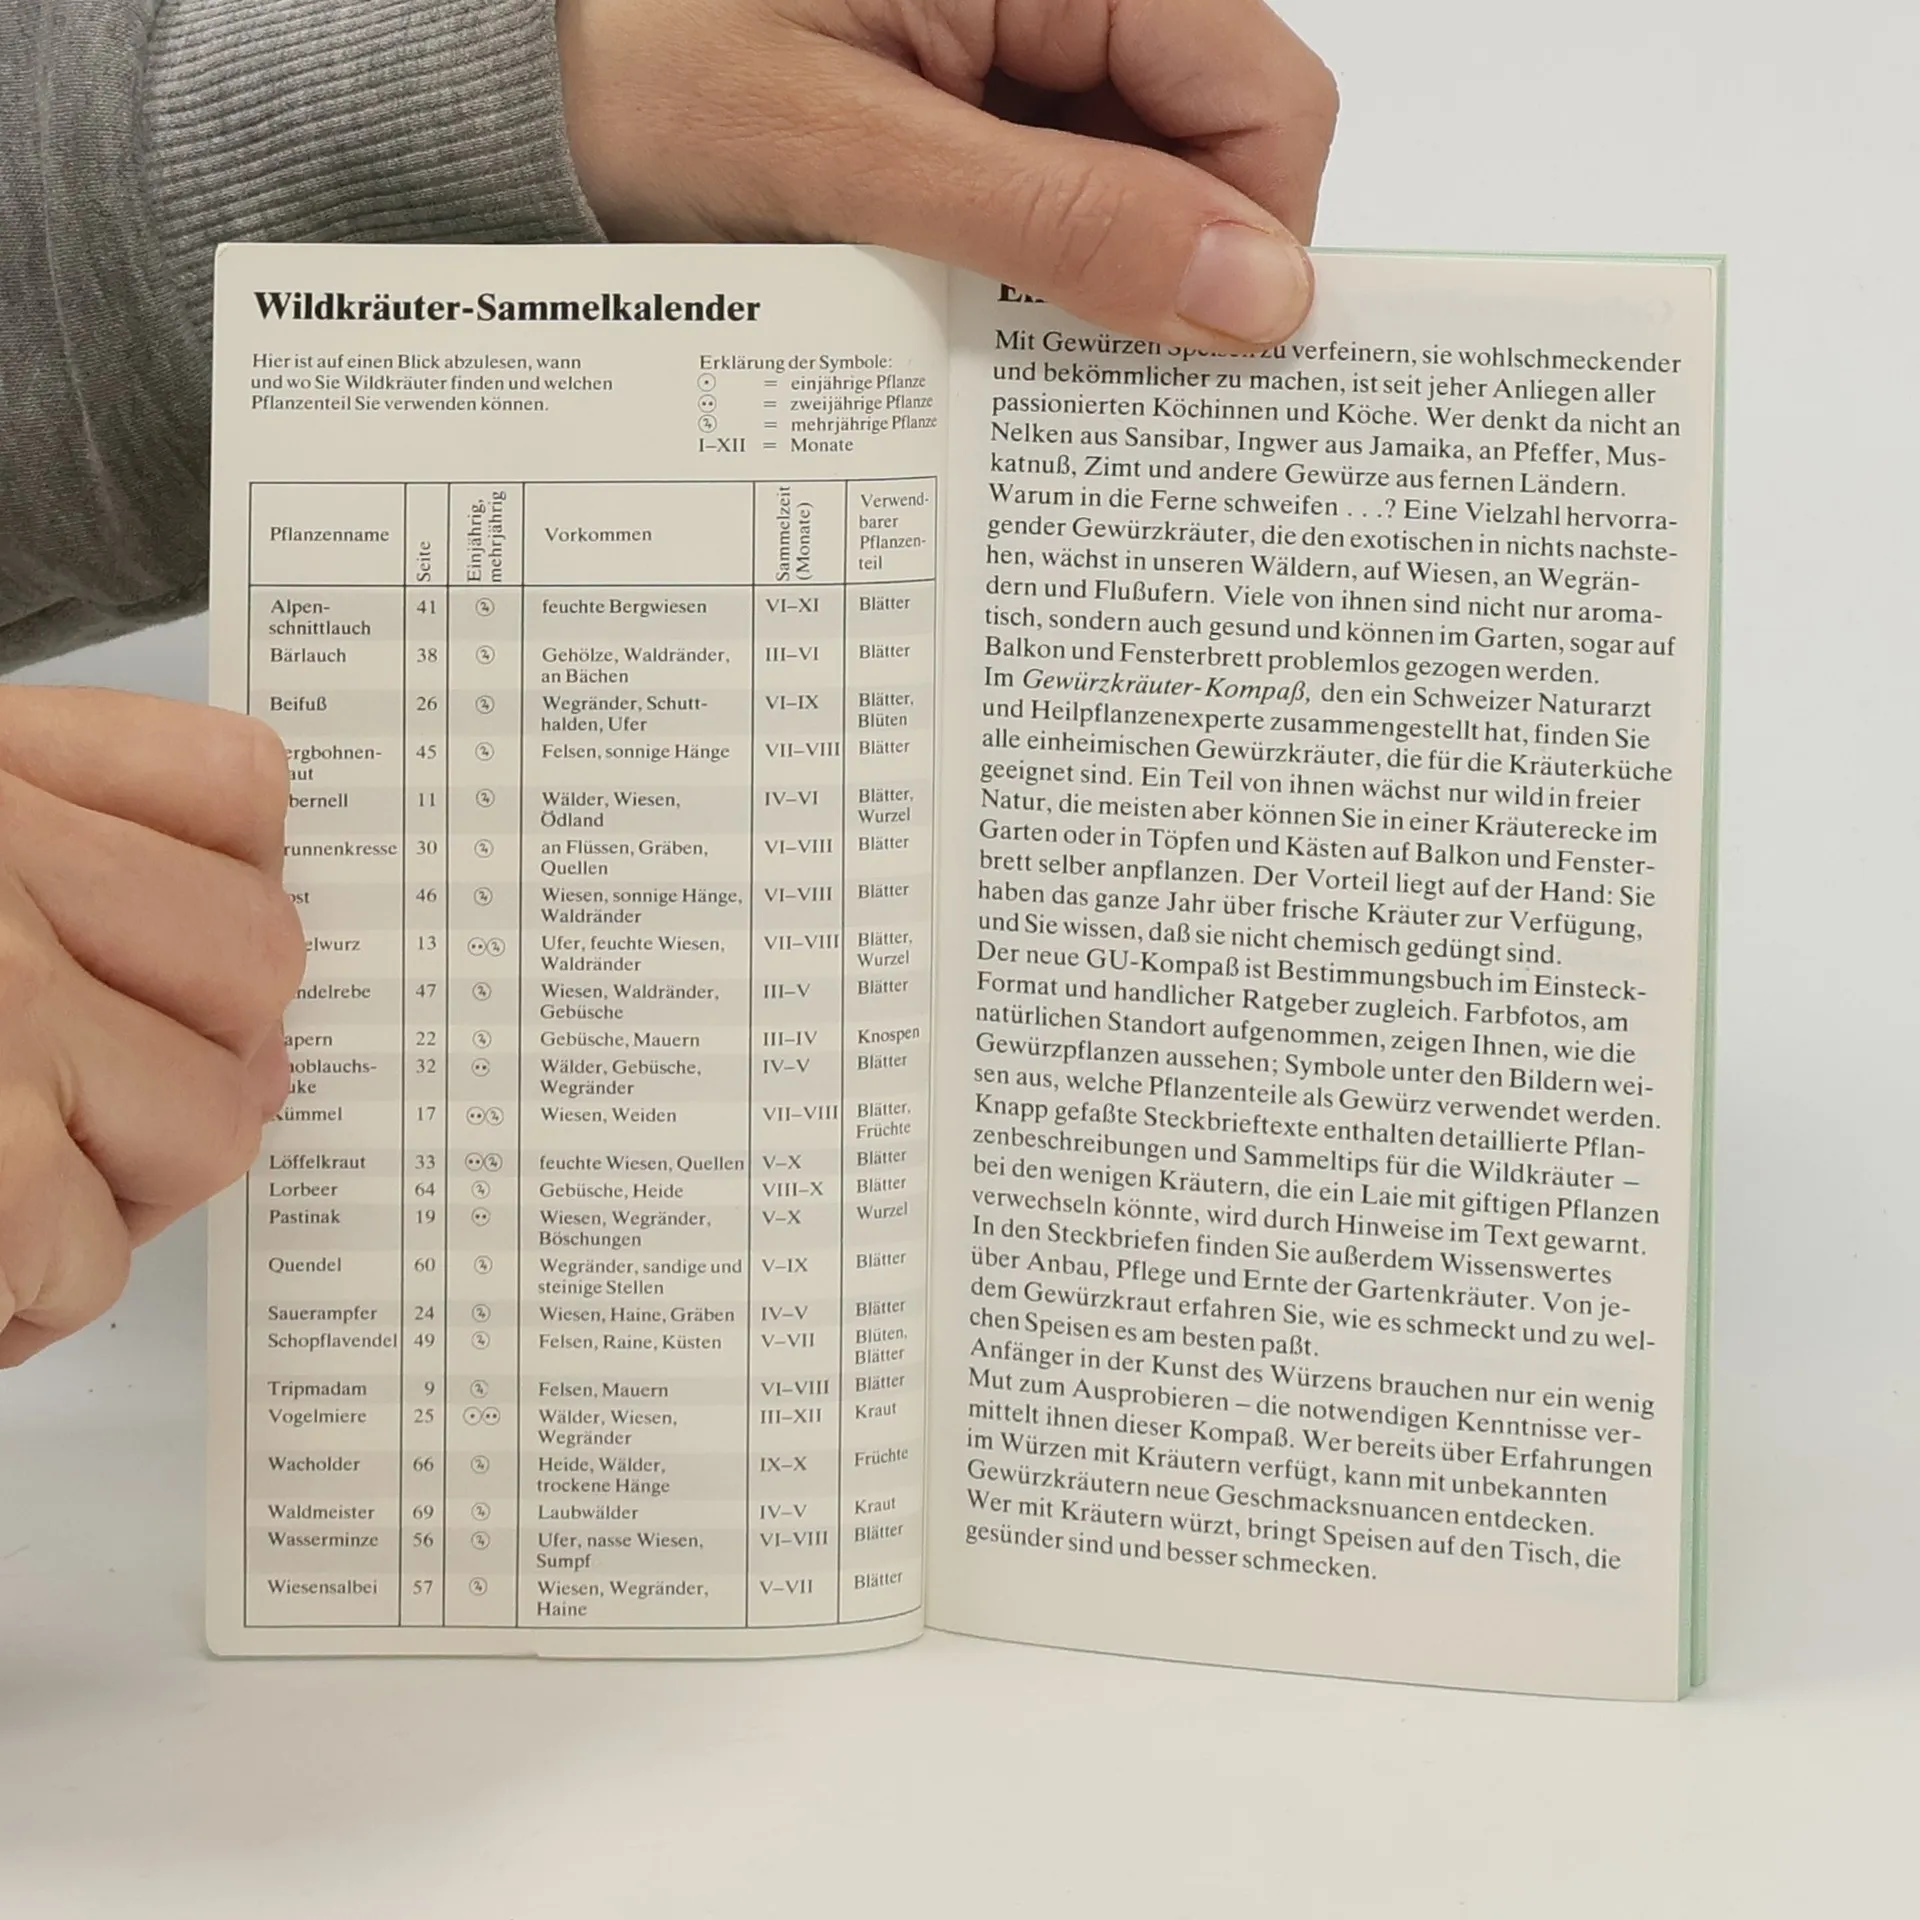 Wildkräuter-Sammelkalender
Hier ist auf einen Blick abzulesen, wann
und wo Sie Wildkräuter finden und welchen
Pflanzenteil Sie verwenden können.
Erklärung der Symbole:
= einjährige Pflanze
= zweijährige Pflanze
= mehrjährige Pflanze
I–XII = Monate
Pflanzenname
Seite
Einjährig,
mehrjährig
Vorkommen
Sammelzeit
(Monate)
Verwend-
barer
Pflanzen-
teil
Alpen- 41 feuchte Bergwiesen VI–XI Blätter
schnittlauch
Bärlauch 38 Gehölze, Waldränder, III–VI Blätter
an Bächen
Beifuß 26 Wegränder, Schutt- VI–IX Blätter,
halden, Ufer Blüten
45 Felsen, sonnige Hänge VII–VIII Blätter
11 Wälder, Wiesen, IV–VI Blätter,
Ödland Wurzel
30 an Flüssen, Gräben, VI–VIII Blätter
Quellen
46 Wiesen, sonnige Hänge, VI–VIII Blätter
Waldränder
13 Ufer, feuchte Wiesen, VII–VIII Blätter,
Waldränder Wurzel
47 Wiesen, Waldränder, III–V Blätter
Gebüsche
22 Gebüsche, Mauern III–IV Knospen
32 Wälder, Gebüsche, IV–V Blätter
Wegränder
Kümmel 17 Wiesen, Weiden VII–VIII Blätter,
Früchte
Löffelkraut 33 feuchte Wiesen, Quellen V–X Blätter
Lorbeer 64 Gebüsche, Heide VIII–X Blätter
Pastinak 19 Wiesen, Wegränder, V–X Wurzel
Böschungen
Quendel 60 Wegränder, sandige und V–IX Blätter
steinige Stellen
Sauerampfer 24 Wiesen, Haine, Gräben IV–V Blätter
Schopflavendel 49 Felsen, Raine, Küsten V–VII Blüten,
Blätter
Tripmadam 9 Felsen, Mauern VI–VIII Blätter
Vogelmiere 25 Wälder, Wiesen, III–XII Kraut
Wegränder
Wacholder 66 Heide, Wälder, IX–X Früchte
trockene Hänge
Waldmeister 69 Laubwälder IV–V Kraut
Wasserminze 56 Ufer, nasse Wiesen, VI–VIII Blätter
Sumpf
Wiesensalbei 57 Wiesen, Wegränder, V–VII Blätter
Haine
Mit Gewürzen Speisen zu verfeinern, sie wohlschmeckender
und bekömmlicher zu machen, ist seit jeher Anliegen aller
passionierten Köchinnen und Köche. Wer denkt da nicht an
Nelken aus Sansibar, Ingwer aus Jamaika, an Pfeffer, Mus-
katnuß, Zimt und andere Gewürze aus fernen Ländern.
Warum in die Ferne schweifen . . .? Eine Vielzahl hervorra-
gender Gewürzkräuter, die den exotischen in nichts nachste-
hen, wächst in unseren Wäldern, auf Wiesen, an Wegrän-
dern und Flußufern. Viele von ihnen sind nicht nur aroma-
tisch, sondern auch gesund und können im Garten, sogar auf
Balkon und Fensterbrett problemlos gezogen werden.
Im Gewürzkräuter-Kompaß, den ein Schweizer Naturarzt
und Heilpflanzenexperte zusammengestellt hat, finden Sie
alle einheimischen Gewürzkräuter, die für die Kräuterküche
geeignet sind. Ein Teil von ihnen wächst nur wild in freier
Natur, die meisten aber können Sie in einer Kräuterecke im
Garten oder in Töpfen und Kästen auf Balkon und Fenster-
brett selber anpflanzen. Der Vorteil liegt auf der Hand: Sie
haben das ganze Jahr über frische Kräuter zur Verfügung,
und Sie wissen, daß sie nicht chemisch gedüngt sind.
Der neue GU-Kompaß ist Bestimmungsbuch im Einsteck-
Format und handlicher Ratgeber zugleich. Farbfotos, am
natürlichen Standort aufgenommen, zeigen Ihnen, wie die
Gewürzpflanzen aussehen; Symbole unter den Bildern wei-
sen aus, welche Pflanzenteile als Gewürz verwendet werden.
Knapp gefaßte Steckbrieftexte enthalten detaillierte Pflan-
zenbeschreibungen und Sammeltips für die Wildkräuter –
bei den wenigen Kräutern, die ein Laie mit giftigen Pflanzen
verwechseln könnte, wird durch Hinweise im Text gewarnt.
In den Steckbriefen finden Sie außerdem Wissenswertes
über Anbau, Pflege und Ernte der Gartenkräuter. Von je-
dem Gewürzkraut erfahren Sie, wie es schmeckt und zu wel-
chen Speisen es am besten paßt.
Anfänger in der Kunst des Würzens brauchen nur ein wenig
Mut zum Ausprobieren – die notwendigen Kenntnisse ver-
mittelt ihnen dieser Kompaß. Wer bereits über Erfahrungen
im Würzen mit Kräutern verfügt, kann mit unbekannten
Gewürzkräutern neue Geschmacksnuancen entdecken.
Wer mit Kräutern würzt, bringt Speisen auf den Tisch, die
gesünder sind und besser schmecken.